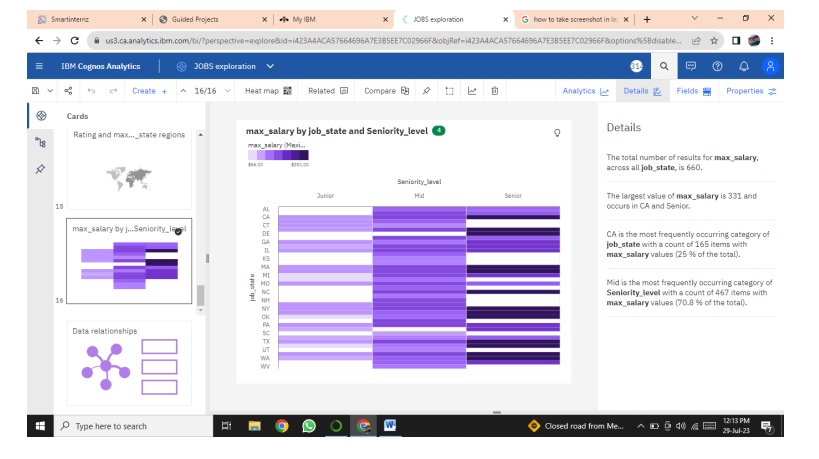 Smartinternz
Guided Projects
My IBM
JOBS exploration
how to take screenshot in la
us3.ca.analytics.ibm.com/bi/?perspective=explore&id=i423A4CA57664696A7E3B5EE7C02966F&objRef=i423A4CA57664696A7E3B5EE7C02966F&options%5Bdisable...
IBM Cognos Analytics
JOBS exploration
Create +
16/16
Heat map
Related
Compare
Analytics
Details
Fields
Properties
Cards
Rating and max..._state regions
15
max_salary by j...Seniority_level
16
Data relationships
max_salary by job_state and Seniority_level 4
max_salary (Maxi...
$56.00 $331.00
Seniority_level
Junior Mid Senior
job_state
AL
CA
CT
DE
GA
IL
KS
MA
MI
MO
NC
NH
NY
OK
PA
SC
TX
UT
WA
WV
Details
The total number of results for max_salary,
across all job_state, is 660.
The largest value of max_salary is 331 and
occurs in CA and Senior.
CA is the most frequently occurring category of
job_state with a count of 165 items with
max_salary values (25 % of the total).
Mid is the most frequently occurring category of
Seniority_level with a count of 467 items with
max_salary values (70.8 % of the total).
Type here to search
Closed road from Me...
12:13 PM
29-Jul-23